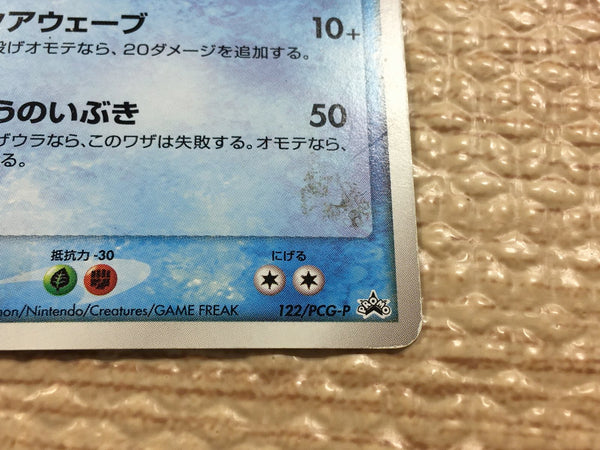 アウェーブ 10+
投げオモテなら、20ダメージを追加する。
うのいぶき 50
ザウラなら、このワザは失敗する。オモテなら、
る。
抵抗力 -30 にげる
mon/Nintendo/Creatures/GAME FREAK 122/PCG-P PROMO